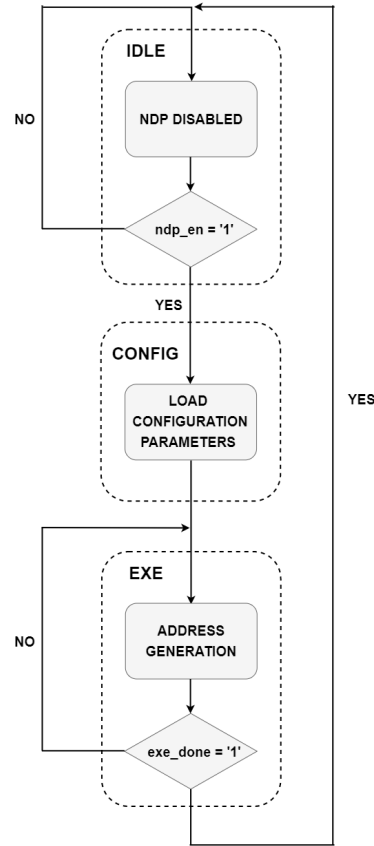 IDLE
NDP DISABLED
NO
ndp_en = '1'
YES
CONFIG
LOAD
CONFIGURATION
PARAMETERS
YES
EXE
ADDRESS
GENERATION
NO
exe_done = '1'